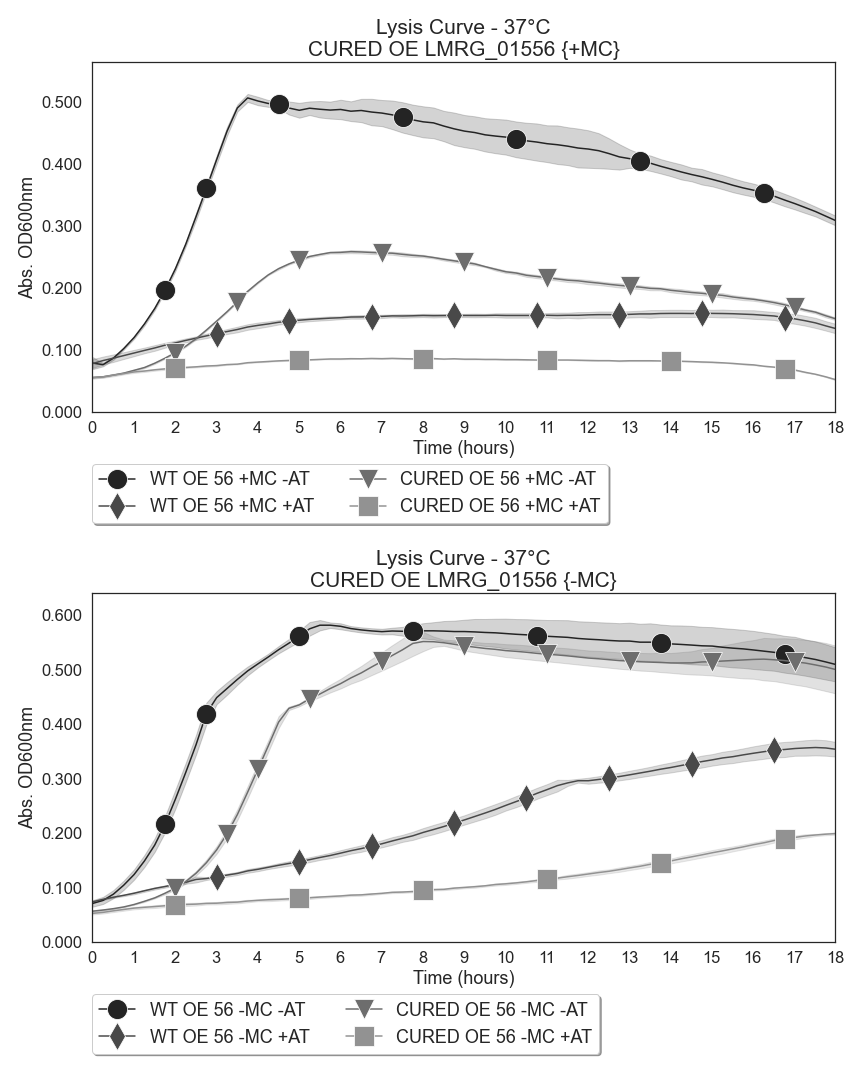 Lysis Curve - 37°C
CURED OE LMRG_01556 {+MC}
Abs. OD600nm
0.500
0.400
0.300
0.200
0.100
0.000
0 1 2 3 4 5 6 7 8 9 10 11 12 13 14 15 16 17 18
Time (hours)
WT OE 56 +MC -AT CURED OE 56 +MC -AT
WT OE 56 +MC +AT CURED OE 56 +MC +AT
Lysis Curve - 37°C
CURED OE LMRG_01556 {-MC}
Abs. OD600nm
0.600
0.500
0.400
0.300
0.200
0.100
0.000
0 1 2 3 4 5 6 7 8 9 10 11 12 13 14 15 16 17 18
Time (hours)
WT OE 56 -MC -AT CURED OE 56 -MC -AT
WT OE 56 -MC +AT CURED OE 56 -MC +AT